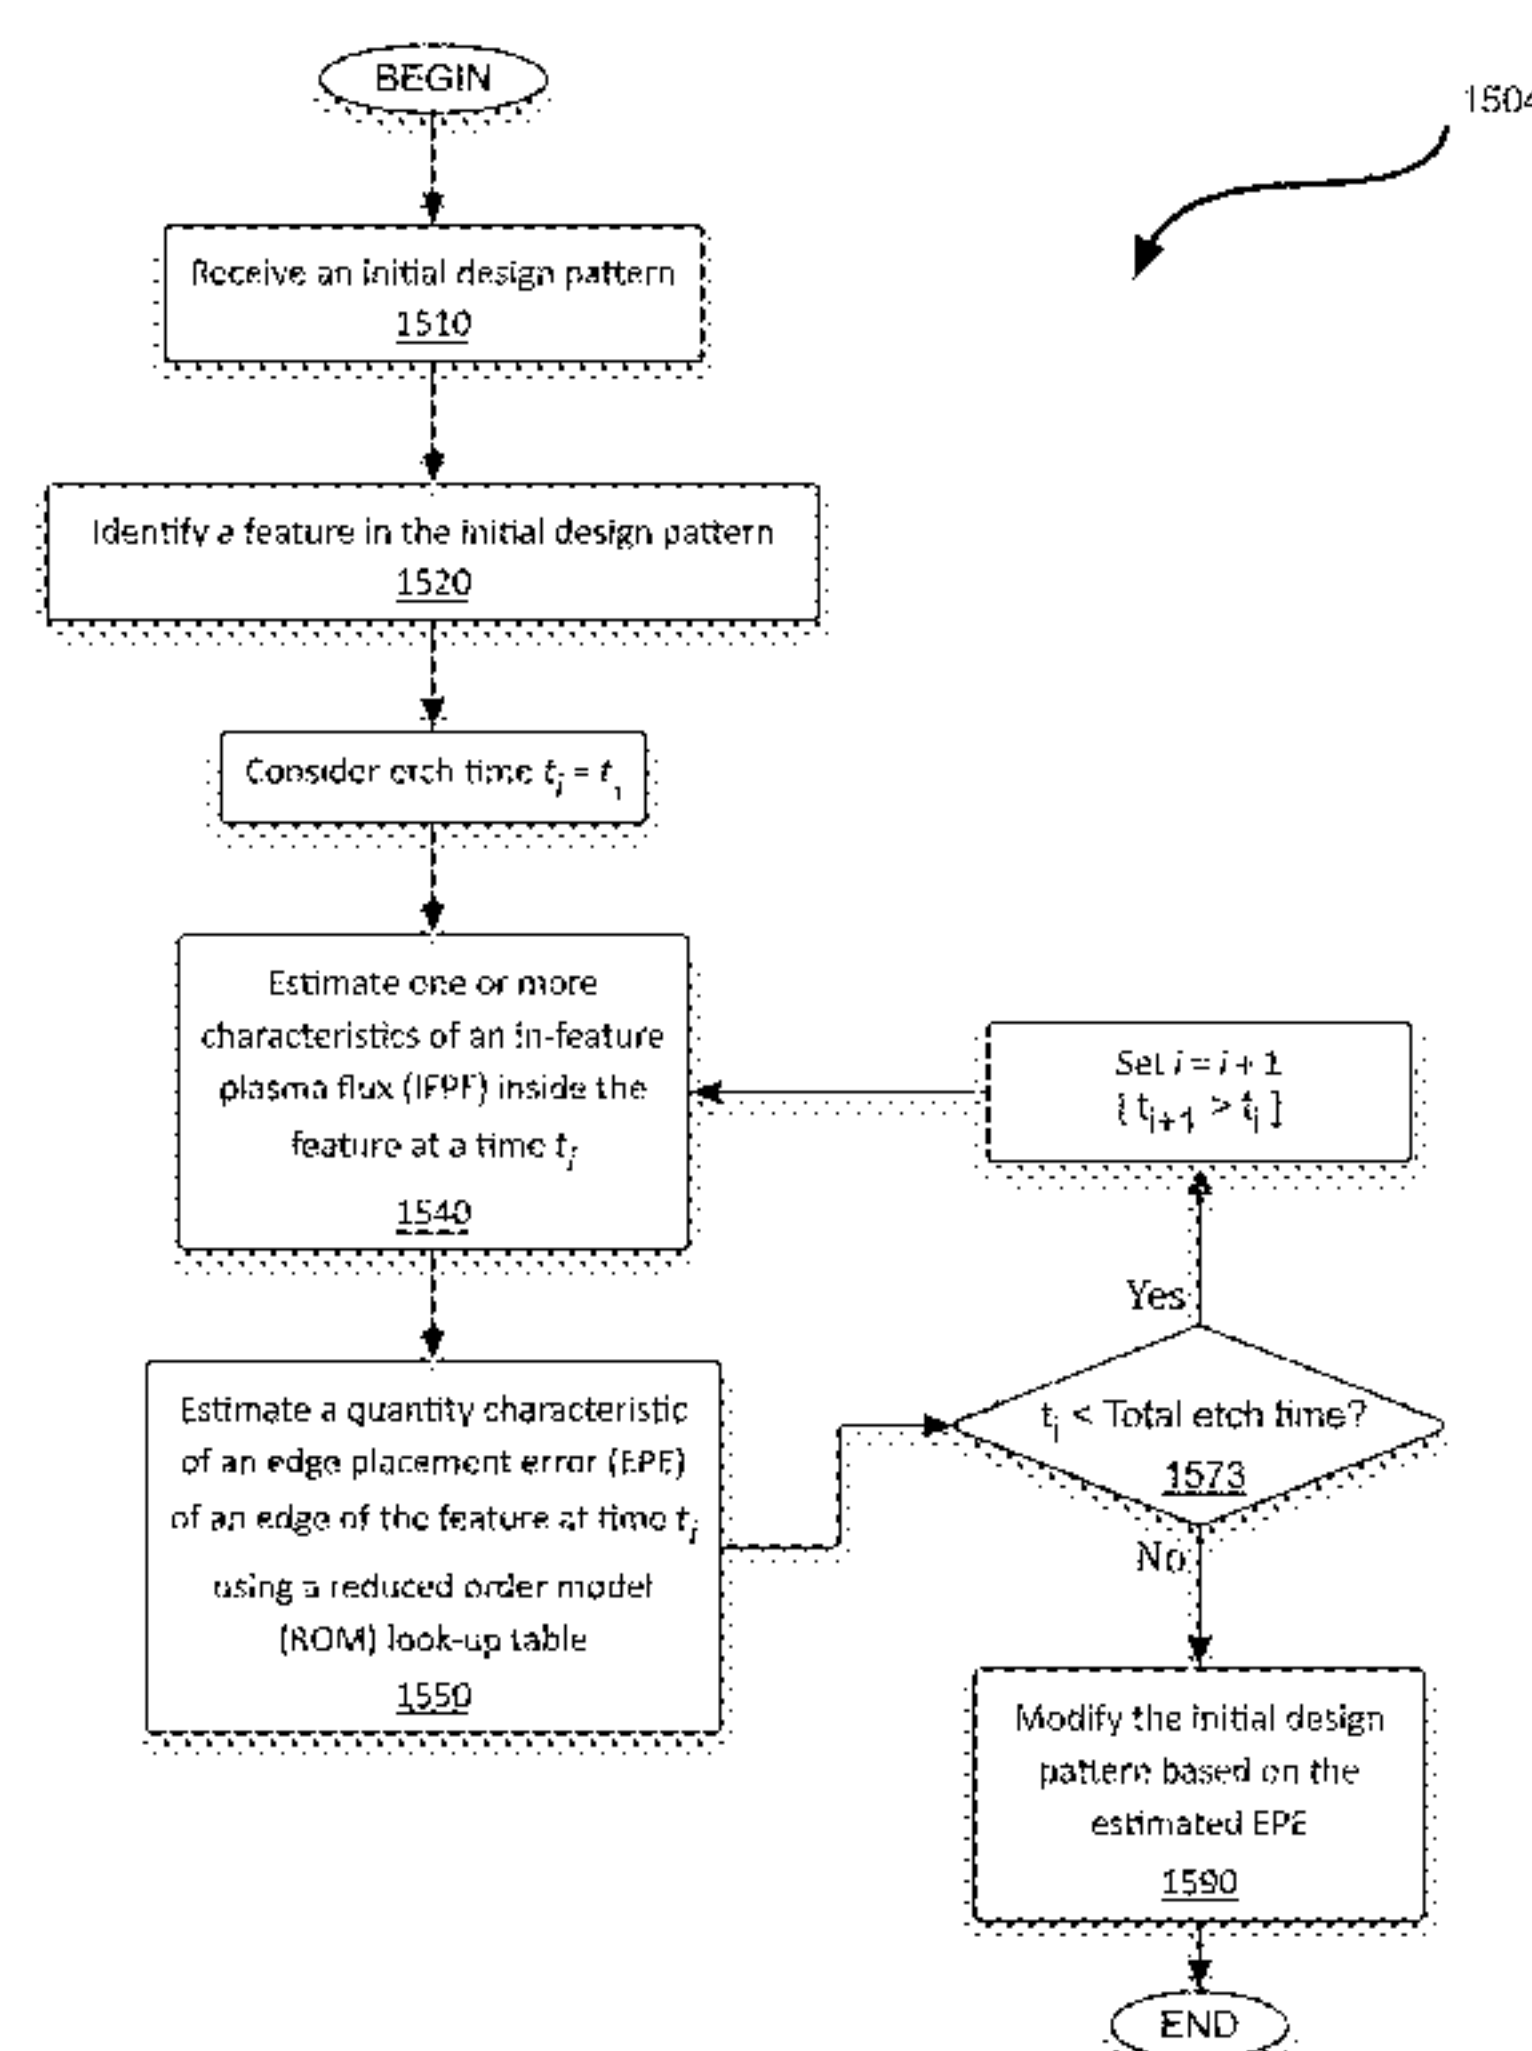 BEGIN
1504
Receive an initial design pattern
1510
Identify a feature in the initial design pattern
1520
Consider etch time tᵢ = t₁
Estimate one or more
characteristics of an in-feature
plasma flux (IFPF) inside the
feature at a time tᵢ
1540
Set i = i + 1
[ tᵢ₊₁ > tᵢ ]
Yes
Estimate a quantity characteristic
of an edge placement error (EPE)
of an edge of the feature at time tᵢ
using a reduced order model
(ROM) look-up table
1550
tᵢ < Total etch time?
1573
No
Modify the initial design
pattern based on the
estimated EPE
1590
END